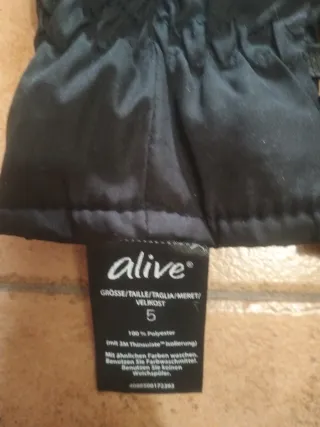 alive®
GRÖSSE/TAILLE/TAGLIA/MERET/
VELIKOST
5
100 % Polyester
(mit 3M Thinsulate™ Isolierung)
Mit ähnlichen Farben waschen.
Benutzen Sie Farbwaschmittel.
Benutzen Sie keinen
Weichspüler.